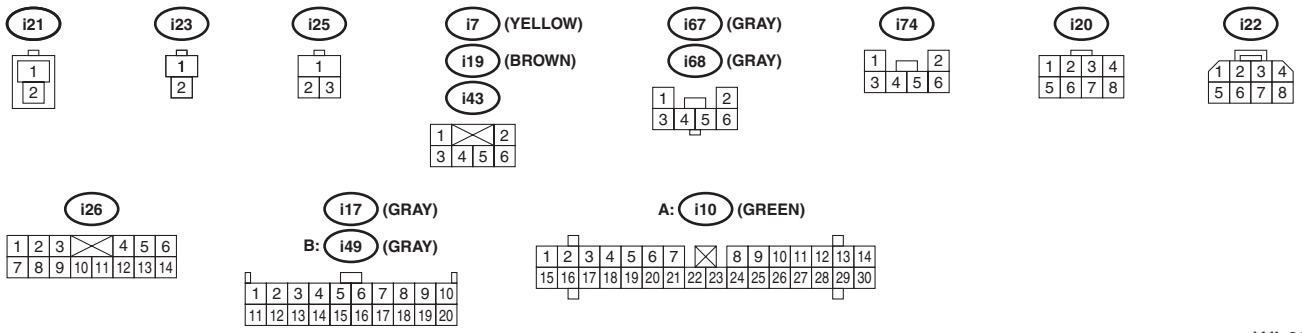 i21
1
2
i23
1
2
i25
1
2 3
i7 (YELLOW)
i19 (BROWN)
i43
1 2
3 4 5 6
i67 (GRAY)
i68 (GRAY)
1 2
3 4 5 6
i74
1 2
3 4 5 6
i20
1 2 3 4
5 6 7 8
i22
1 2 3 4
5 6 7 8
i26
1 2 3 4 5 6
7 8 9 10 11 12 13 14
i17 (GRAY)
B: i49 (GRAY)
1 2 3 4 5 6 7 8 9 10
11 12 13 14 15 16 17 18 19 20
A: i10 (GREEN)
1 2 3 4 5 6 7 8 9 10 11 12 13 14
15 16 17 18 19 20 21 22 23 24 25 26 27 28 29 30